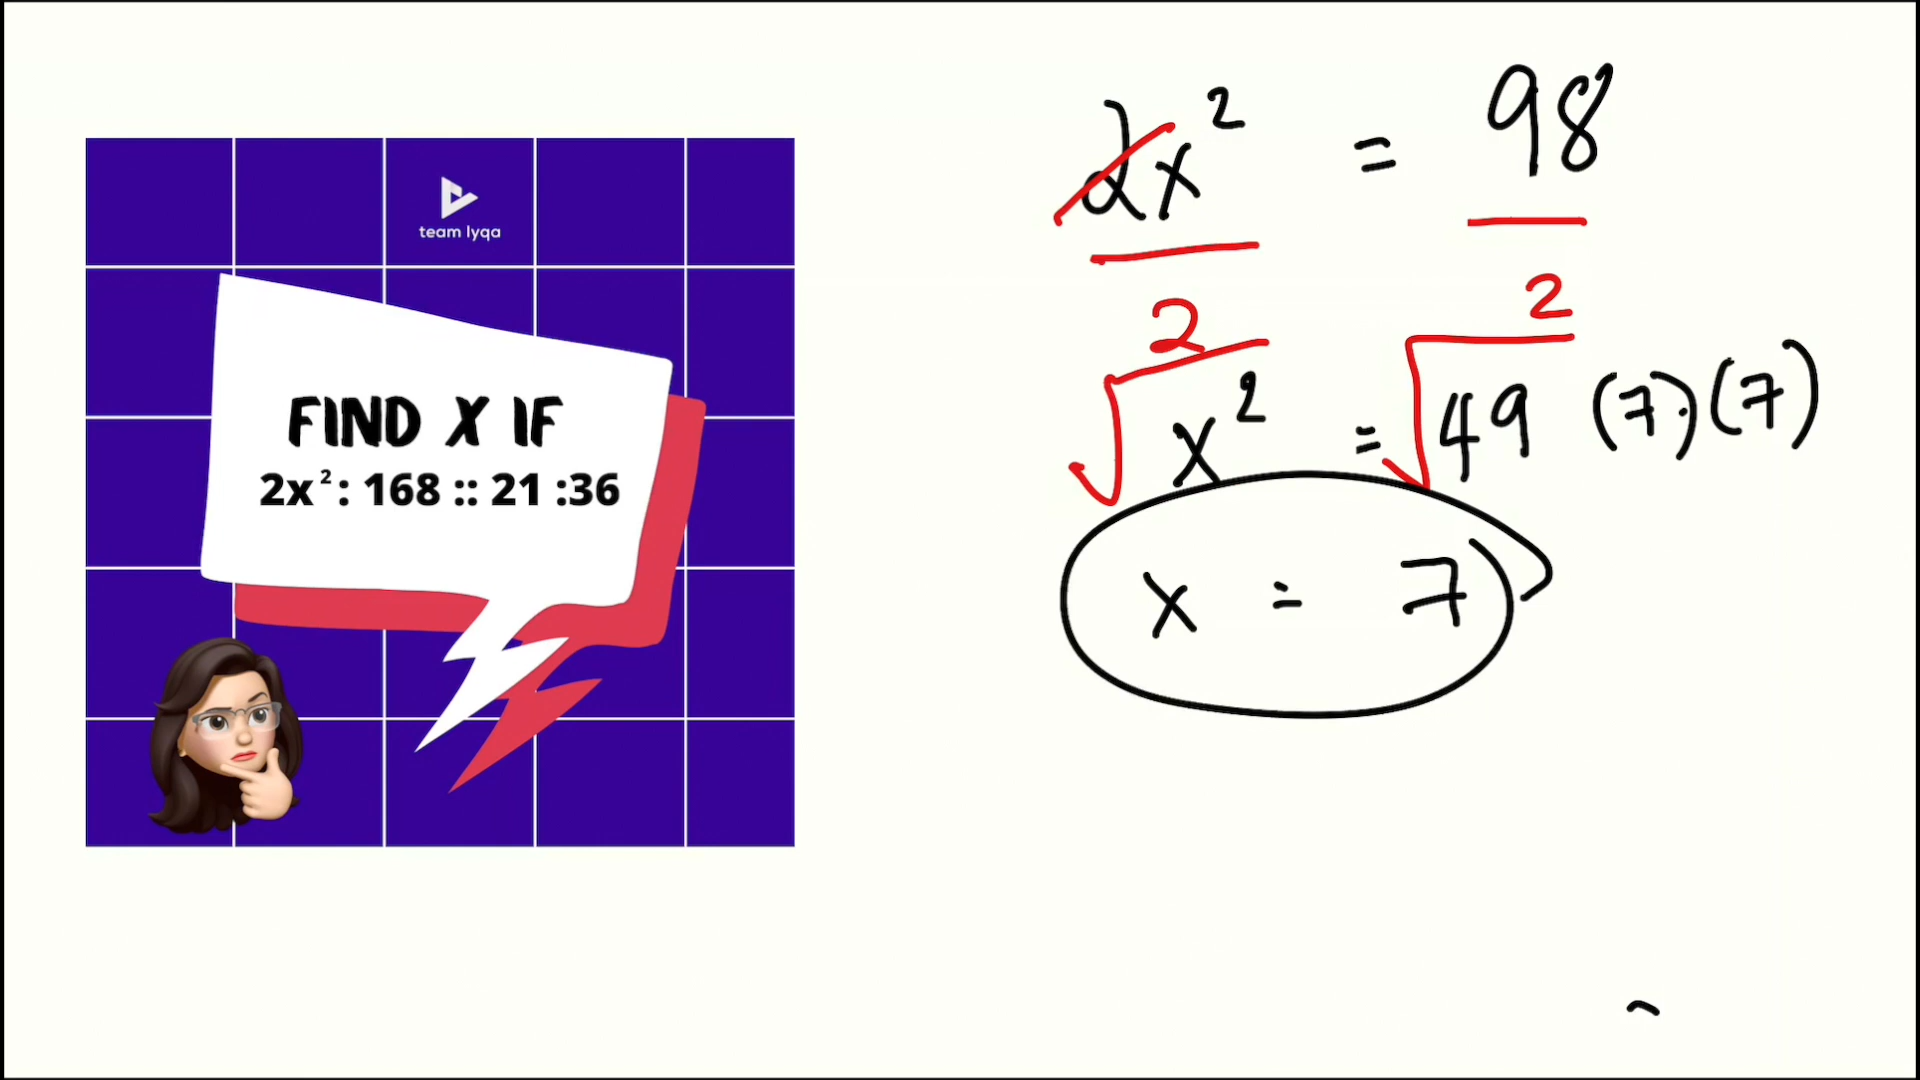 team lyqa
FIND X IF
2x²: 168 :: 21 :36
2x² = 98
2 2
√x² = √49 (7)(7)
x = 7